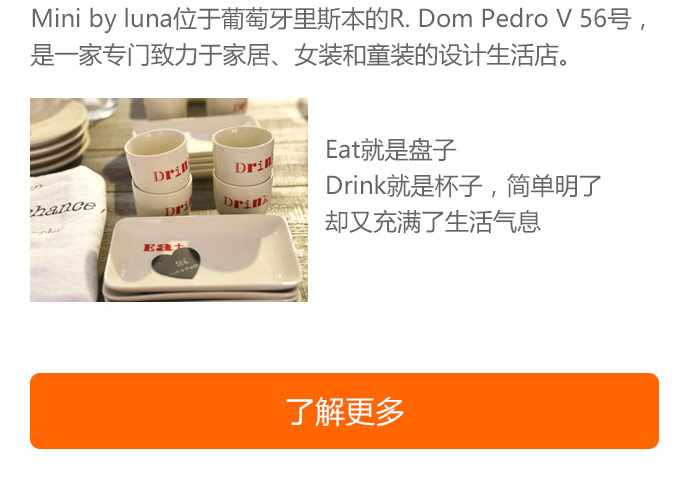 Mini by luna位于葡萄牙里斯本的R. Dom Pedro V 56号，
是一家专门致力于家居、女装和童装的设计生活店。
Drink
Drink
Drink
Drink
Eat
hance,
Eat就是盘子
Drink就是杯子，简单明了
却又充满了生活气息
了解更多